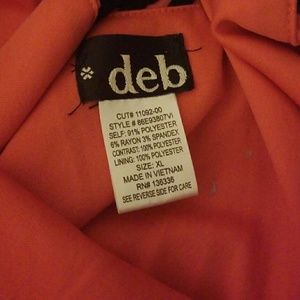 * deb
CUT# 11092-00
STYLE # 66E9380TVI
SELF: 91% POLYESTER
6% RAYON 3% SPANDEX
CONTRAST: 100% POLYESTER
LINING: 100% POLYESTER
SIZE: XL
MADE IN VIETNAM
RN# 136336
SEE REVERSE SIDE FOR CARE